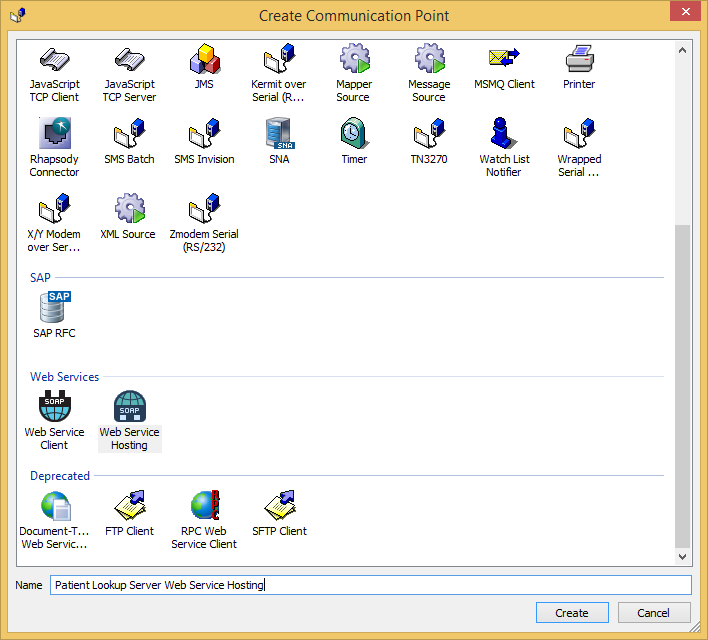 Create Communication Point
JavaScript TCP Client
JavaScript TCP Server
JMS
Kermit over Serial (R...
Mapper Source
Message Source
MSMQ Client
Printer
Rhapsody Connector
SMS Batch
SMS Invision
SNA
SNA
Timer
TN3270
Watch List Notifier
Wrapped Serial ...
X/Y Modem over Ser...
XML Source
Zmodem Serial (RS/232)
SAP
SAP
SAP RFC
Web Services
SOAP
Web Service Client
SOAP
Web Service Hosting
Deprecated
Document-T... Web Servic...
FTP Client
RPC
RPC Web Service Client
SFTP Client
Name Patient Lookup Server Web Service Hosting
Create Cancel